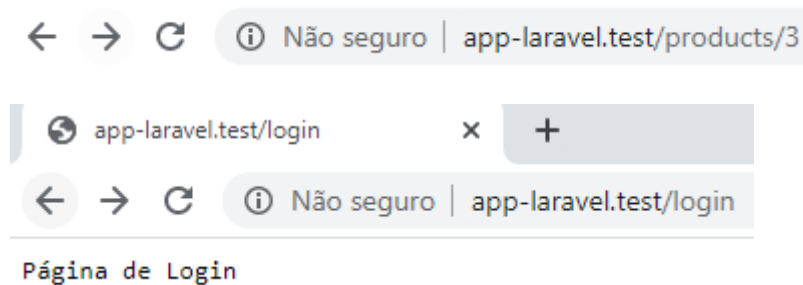 Não seguro | app-laravel.test/products/3
app-laravel.test/login
Não seguro | app-laravel.test/login
Página de Login